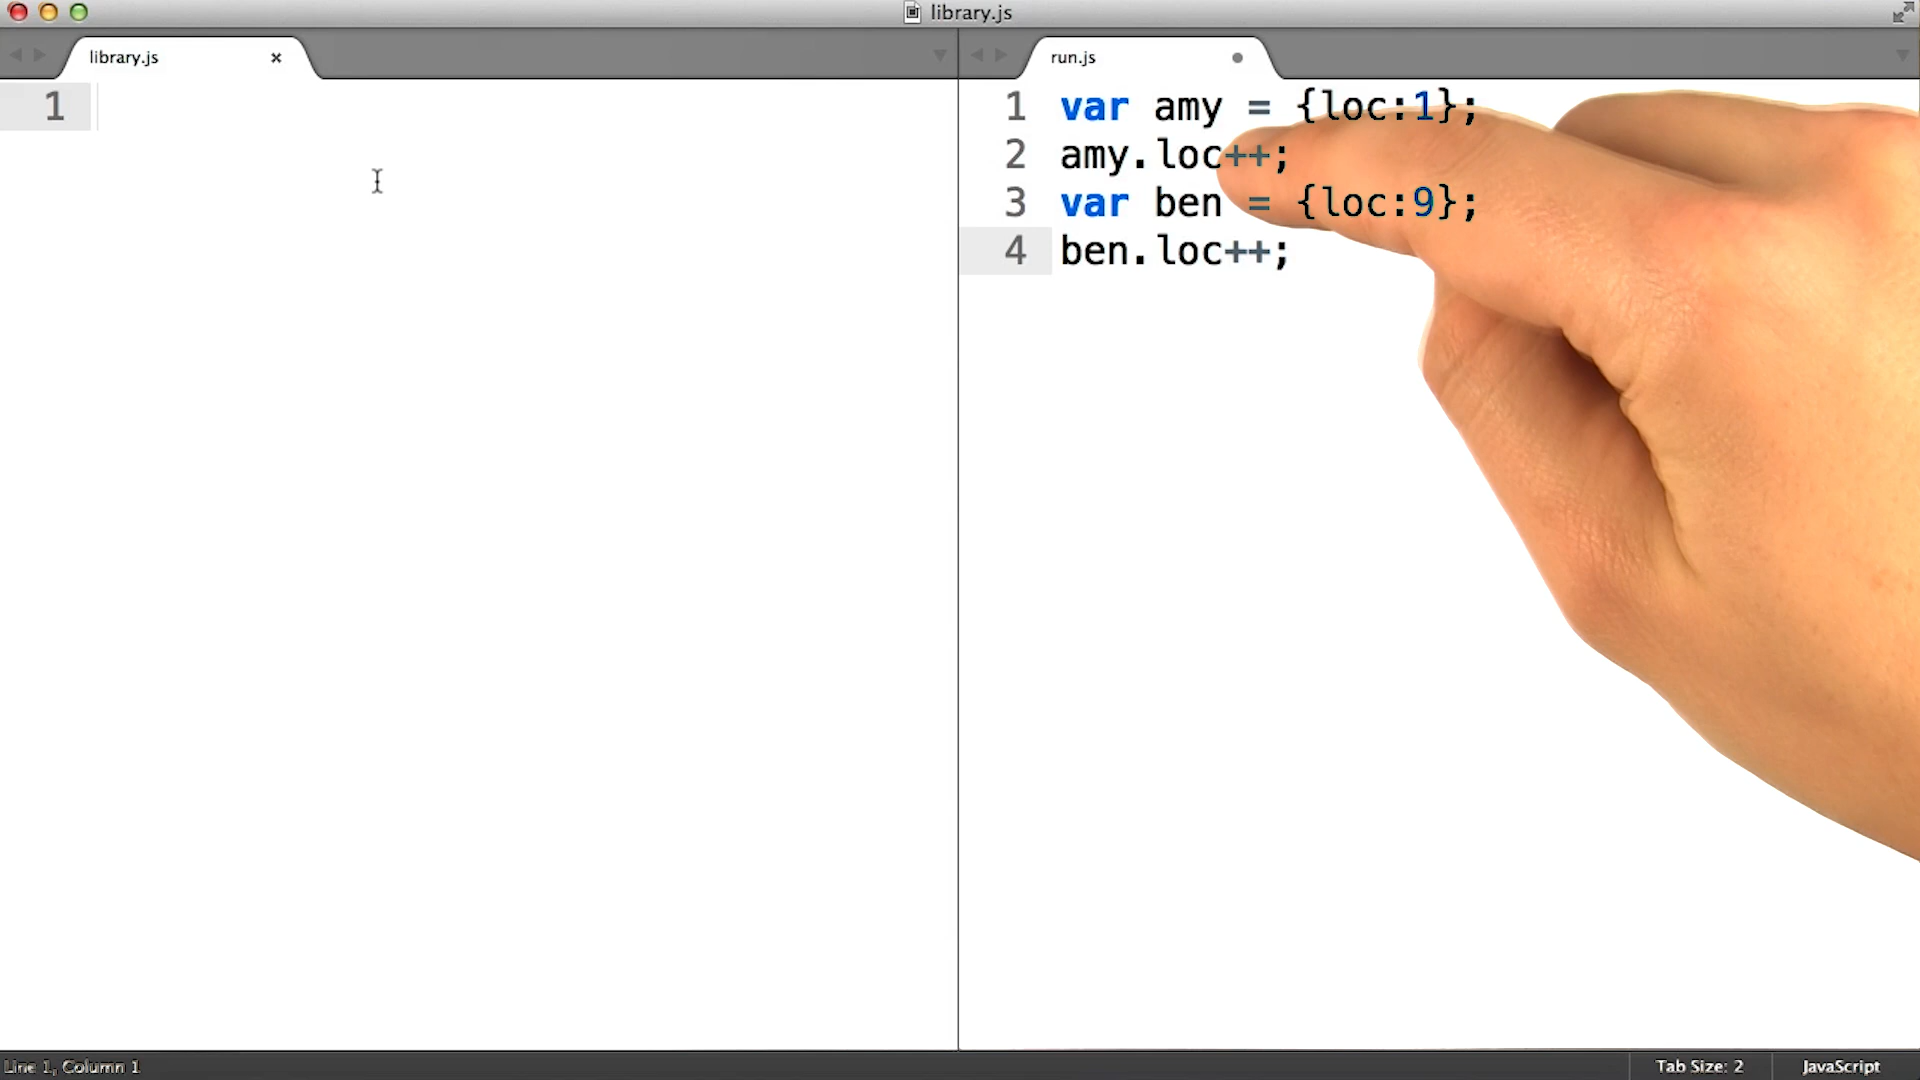 library.js
library.js
×
run.js
1
1 var amy = {loc:1};
2 amy.loc++;
3 var ben = {loc:9};
4 ben.loc++;
Line 1, Column 1
Tab Size: 2
JavaScript